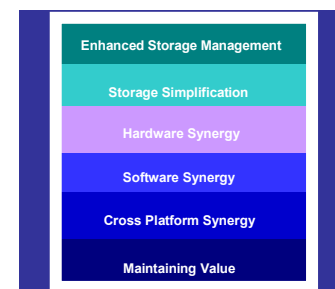 Enhanced Storage Management
Storage Simplification
Hardware Synergy
Software Synergy
Cross Platform Synergy
Maintaining Value